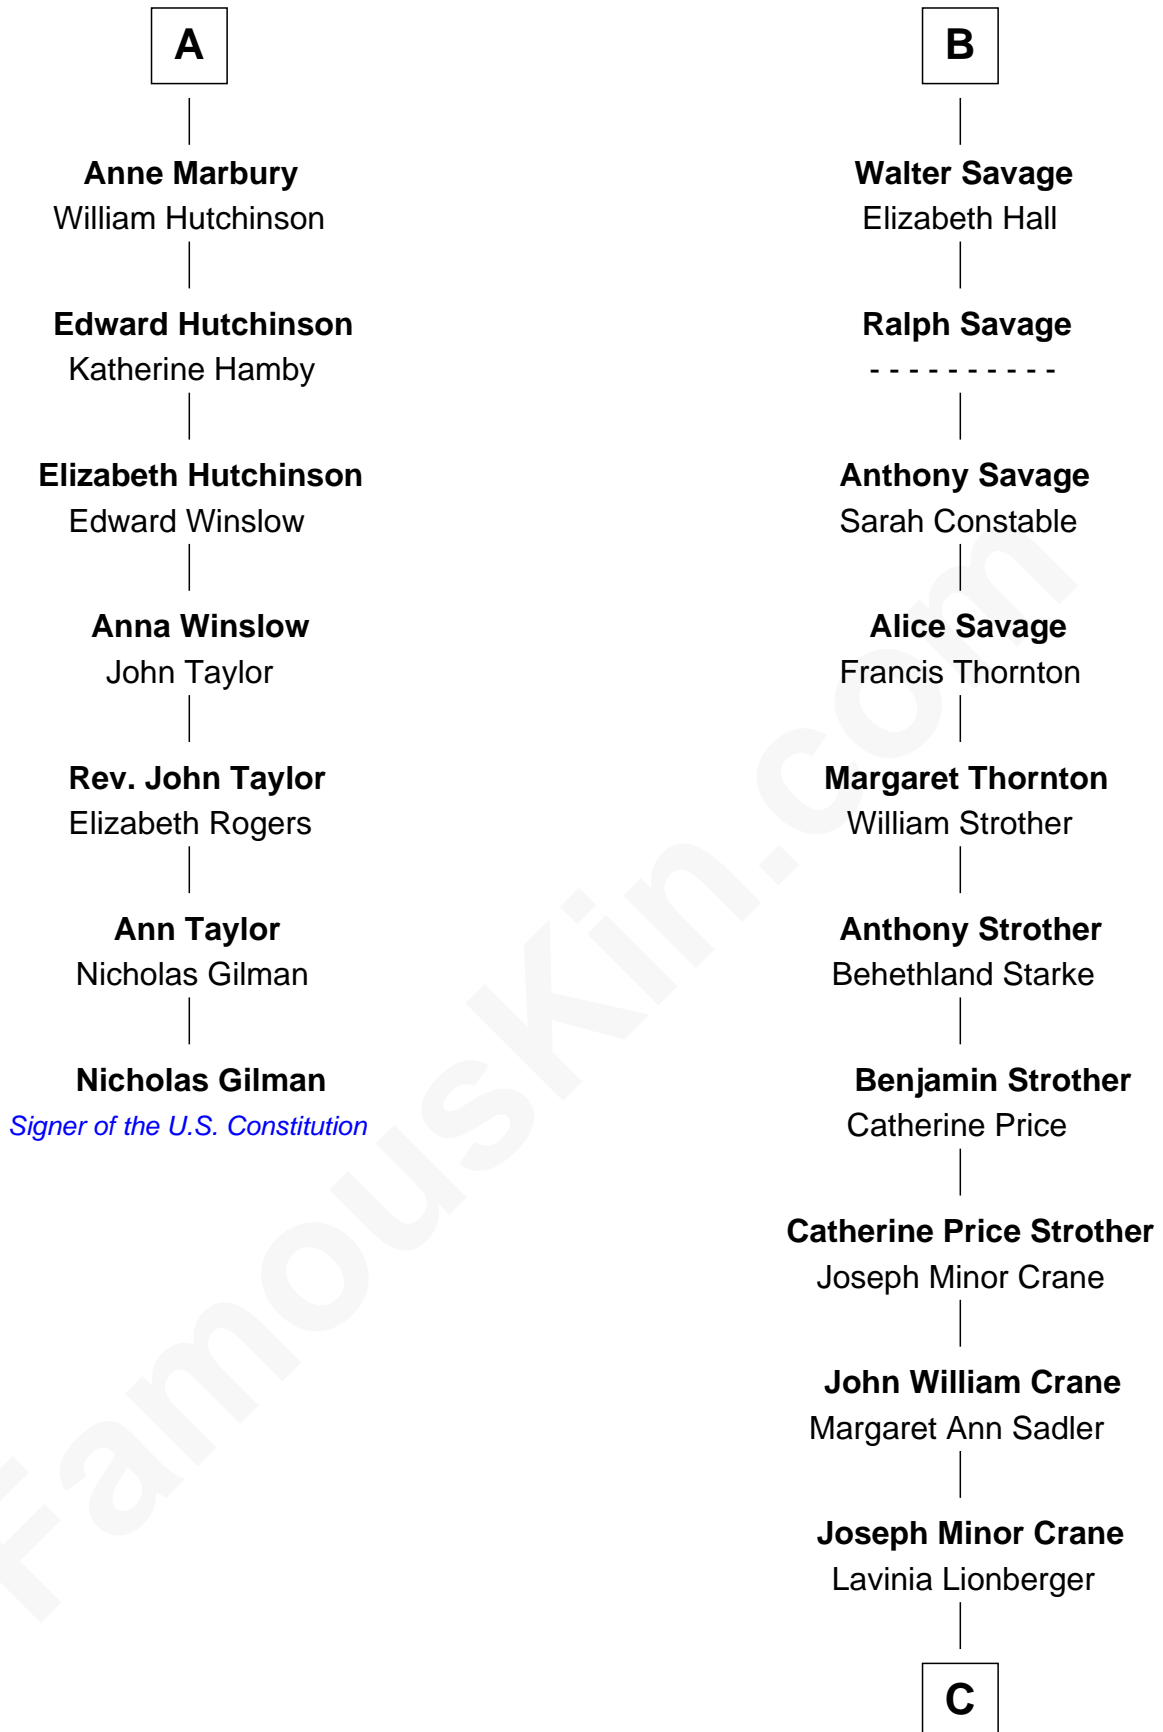 A
Anne Marbury
William Hutchinson
Edward Hutchinson
Katherine Hamby
Elizabeth Hutchinson
Edward Winslow
Anna Winslow
John Taylor
Rev. John Taylor
Elizabeth Rogers
Ann Taylor
Nicholas Gilman
Nicholas Gilman
Signer of the U.S. Constitution
B
Walter Savage
Elizabeth Hall
Ralph Savage
- - - - - - - - - -
Anthony Savage
Sarah Constable
Alice Savage
Francis Thornton
Margaret Thornton
William Strother
Anthony Strother
Behethland Starke
Benjamin Strother
Catherine Price
Catherine Price Strother
Joseph Minor Crane
John William Crane
Margaret Ann Sadler
Joseph Minor Crane
Lavinia Lionberger
C
FamousKin.com